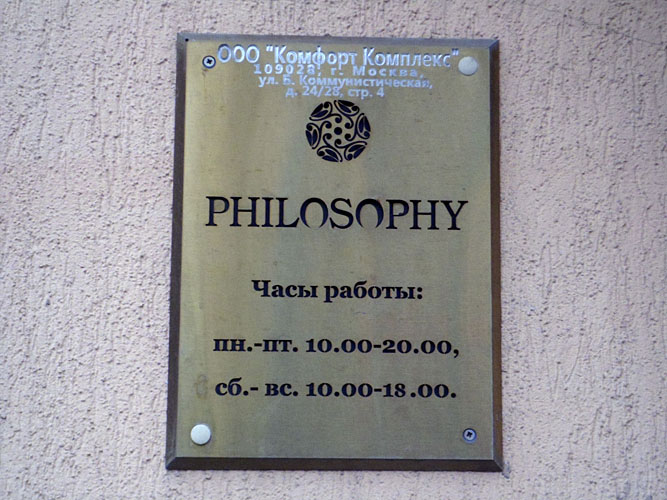 ООО "Комфорт Комплекс"
109028, г. Москва,
ул. Б. Коммунистическая,
д. 24/28, стр. 4
PHILOSOPHY
Часы работы:
пн.-пт. 10.00-20.00,
сб.- вс. 10.00-18.00.